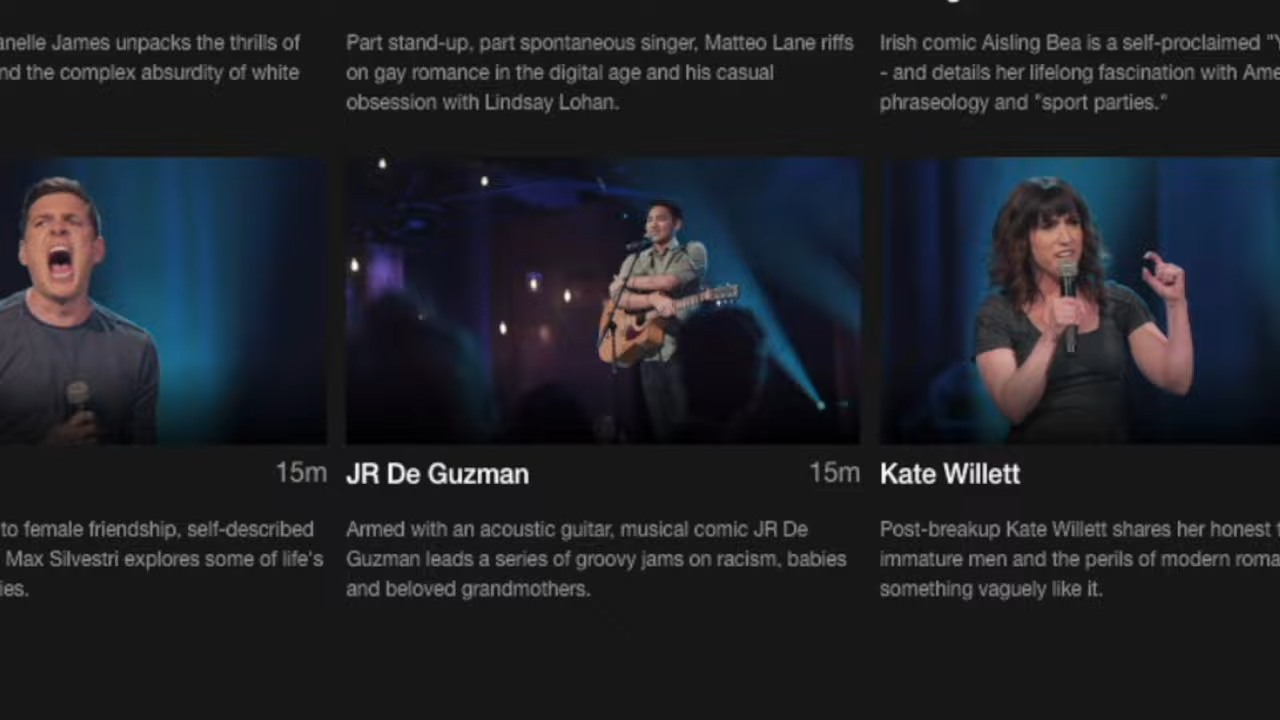 anelle James unpacks the thrills of
nd the complex absurdity of white
Part stand-up, part spontaneous singer, Matteo Lane riffs
on gay romance in the digital age and his casual
obsession with Lindsay Lohan.
Irish comic Aisling Bea is a self-proclaimed "Y
- and details her lifelong fascination with Ame
phraseology and "sport parties."
15m
to female friendship, self-described
Max Silvestri explores some of life's
ies.
JR De Guzman 15m
Armed with an acoustic guitar, musical comic JR De
Guzman leads a series of groovy jams on racism, babies
and beloved grandmothers.
Kate Willett
Post-breakup Kate Willett shares her honest t
immature men and the perils of modern roma
something vaguely like it.